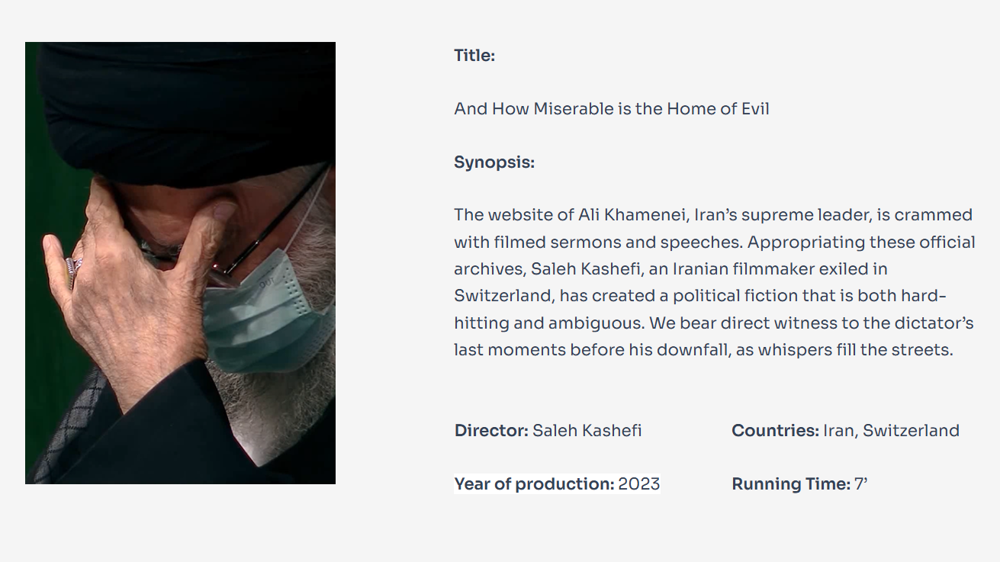 Title:
And How Miserable is the Home of Evil
Synopsis:
The website of Ali Khamenei, Iran’s supreme leader, is crammed
with filmed sermons and speeches. Appropriating these official
archives, Saleh Kashefi, an Iranian filmmaker exiled in
Switzerland, has created a political fiction that is both hard-
hitting and ambiguous. We bear direct witness to the dictator’s
last moments before his downfall, as whispers fill the streets.
Director: Saleh Kashefi
Countries: Iran, Switzerland
Year of production: 2023
Running Time: 7’